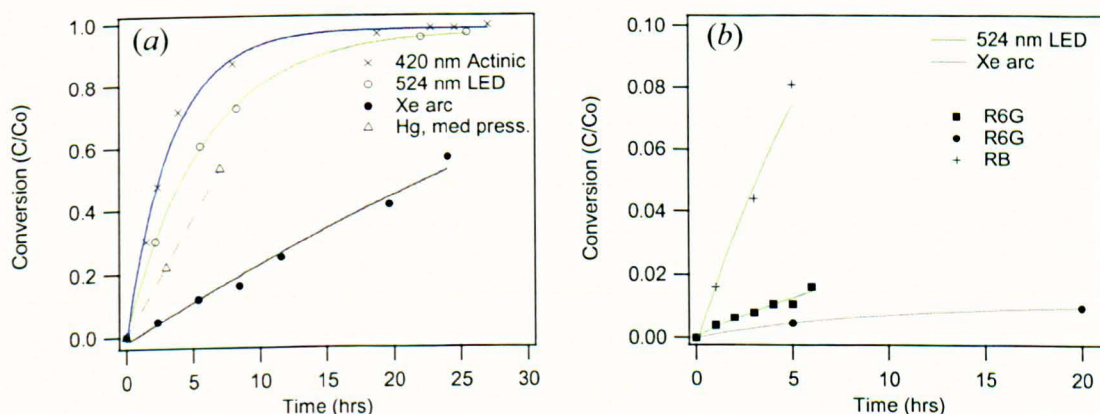 (a)
Conversion (C/Co)
1.0
0.8
0.6
0.4
0.2
0.0
× 420 nm Actinic
○ 524 nm LED
● Xe arc
△ Hg, med press.
0 5 10 15 20 25 30
Time (hrs)
(b)
Conversion (C/Co)
0.10
0.08
0.06
0.04
0.02
0.00
524 nm LED
Xe arc
■ R6G
● R6G
+ RB
0 5 10 15 20
Time (hrs)